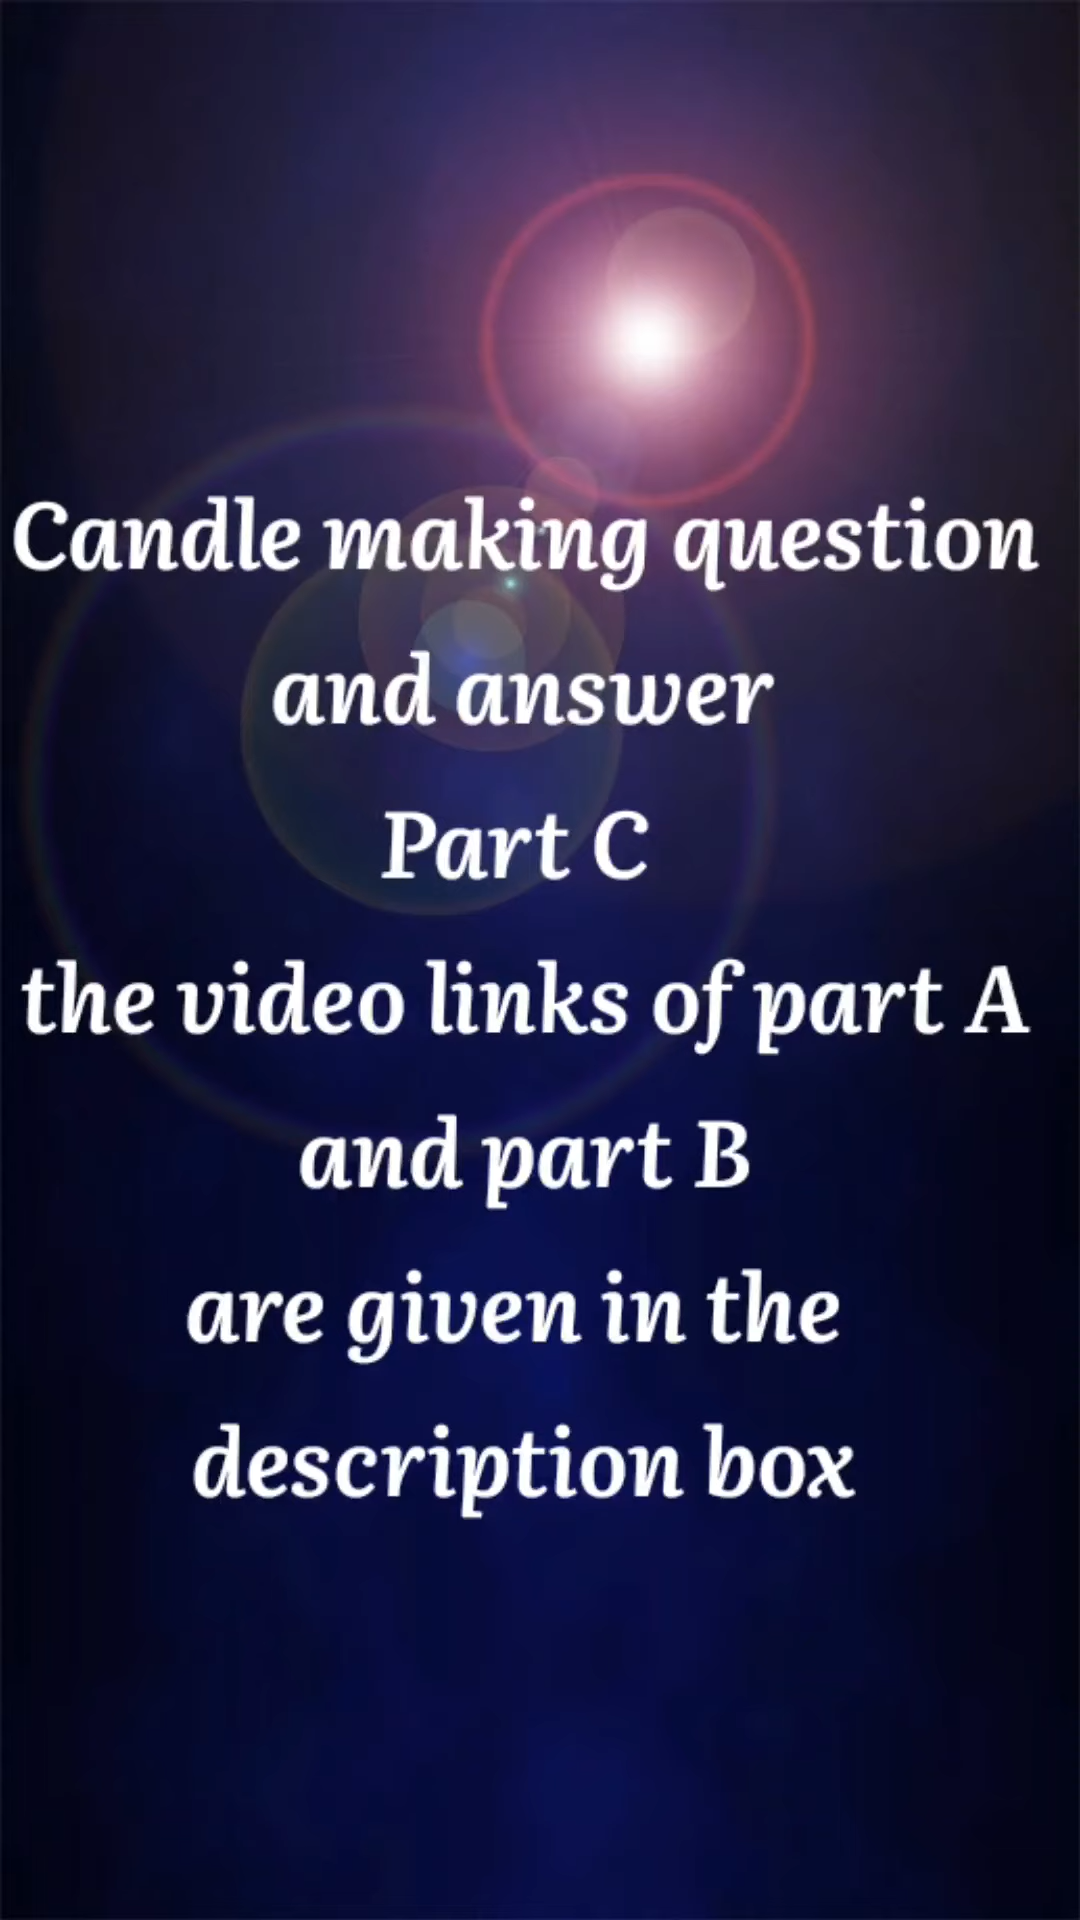 Candle making question
and answer
Part C
the video links of part A
and part B
are given in the
description box